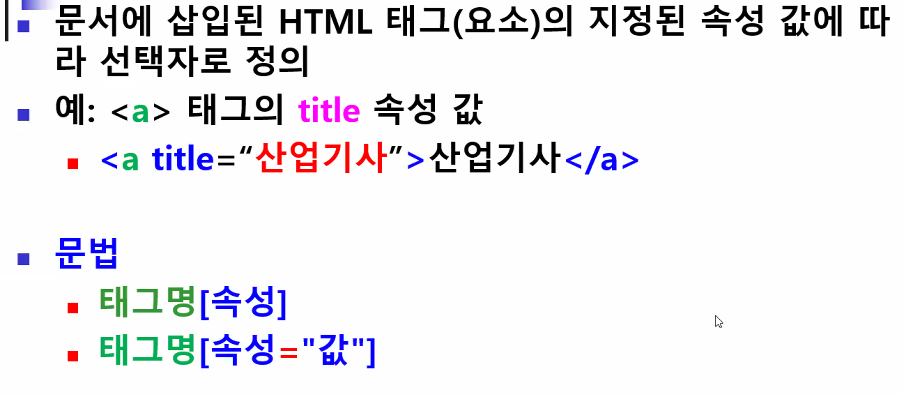 문서에 삽입된 HTML 태그(요소)의 지정된 속성 값에 따
라 선택자로 정의
예: <a> 태그의 title 속성 값
<a title=“산업기사”>산업기사</a>
문법
태그명[속성]
태그명[속성="값"]